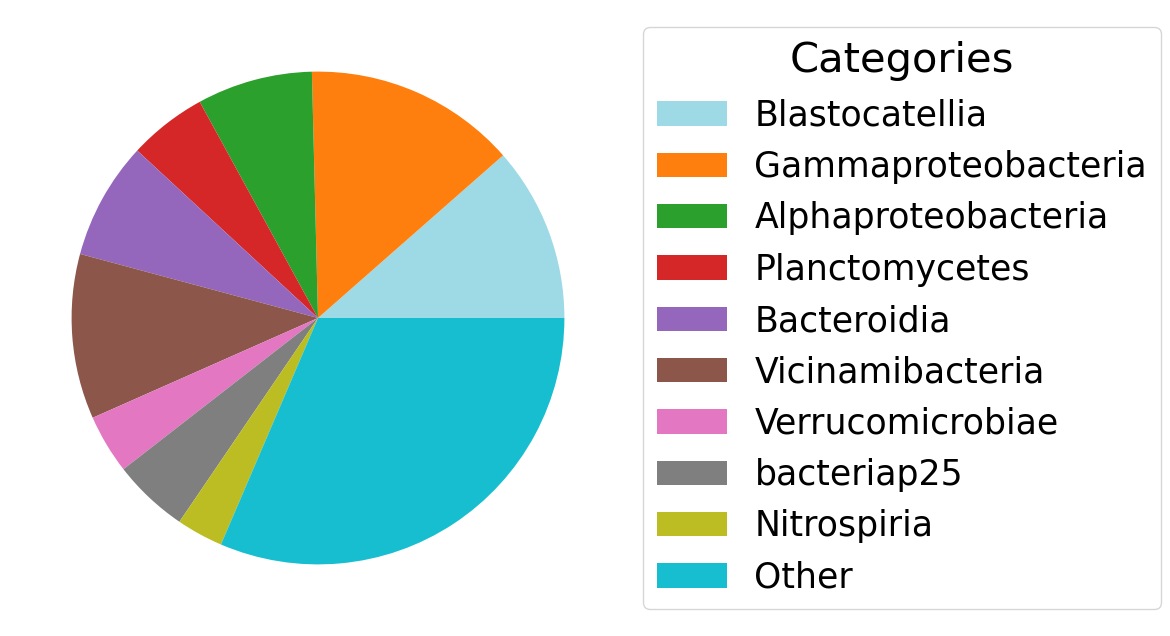 Categories
Blastocatellia
Gammaproteobacteria
Alphaproteobacteria
Planctomycetes
Bacteroidia
Vicinamibacteria
Verrucomicrobiae
bacteriap25
Nitrospiria
Other